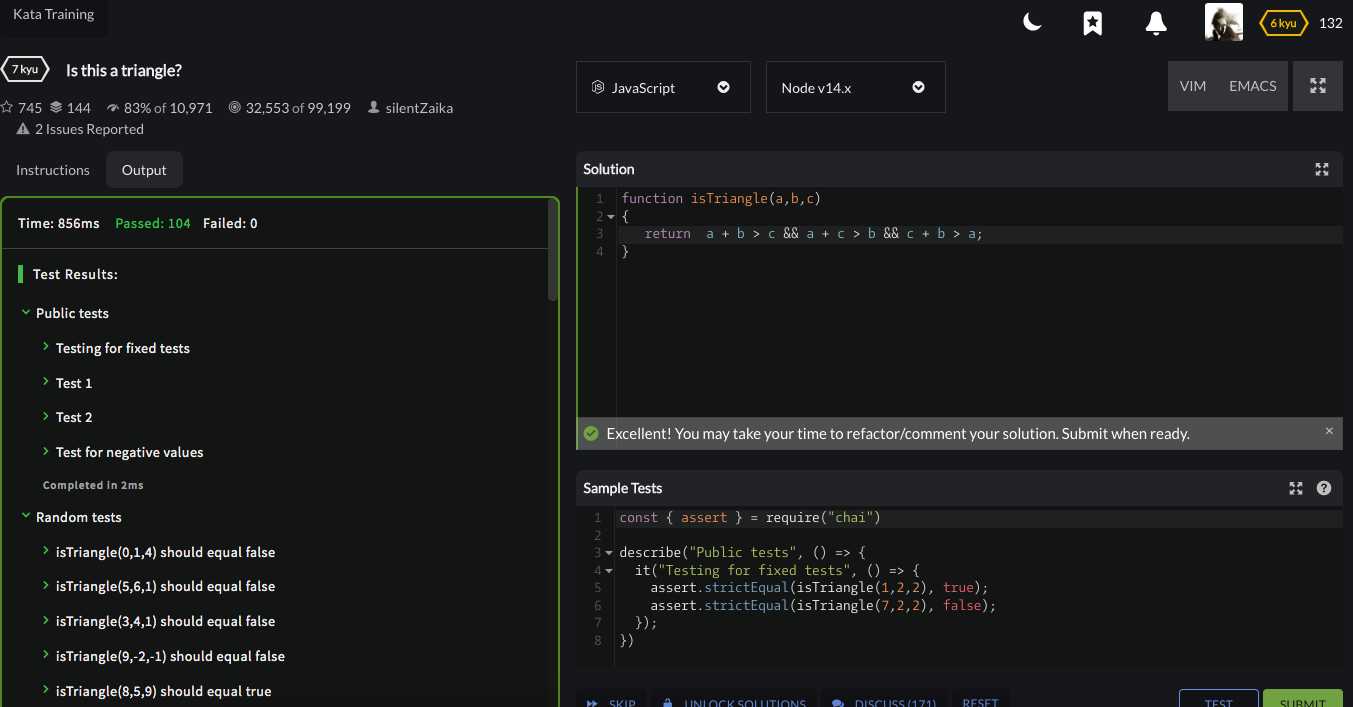 Kata Training
6 kyu 132
7 kyu Is this a triangle?
745 144 83% of 10,971 32,553 of 99,199 silentZaika
2 Issues Reported
Instructions Output
Time: 856ms Passed: 104 Failed: 0
Test Results:
Public tests
Testing for fixed tests
Test 1
Test 2
Test for negative values
Completed in 2ms
Random tests
isTriangle(0,1,4) should equal false
isTriangle(5,6,1) should equal false
isTriangle(3,4,1) should equal false
isTriangle(9,-2,-1) should equal false
isTriangle(8,5,9) should equal true
JS JavaScript Node v14.x VIM EMACS
Solution
1 function isTriangle(a,b,c)
2 {
3    return  a + b > c && a + c > b && c + b > a;
4 }
Excellent! You may take your time to refactor/comment your solution. Submit when ready. ×
Sample Tests ?
1 const { assert } = require("chai")
2
3 describe("Public tests", () => {
4   it("Testing for fixed tests", () => {
5     assert.strictEqual(isTriangle(1,2,2), true);
6     assert.strictEqual(isTriangle(7,2,2), false);
7   });
8 })
SKIP UNLOCK SOLUTIONS DISCUSS (171) RESET TEST SUBMIT